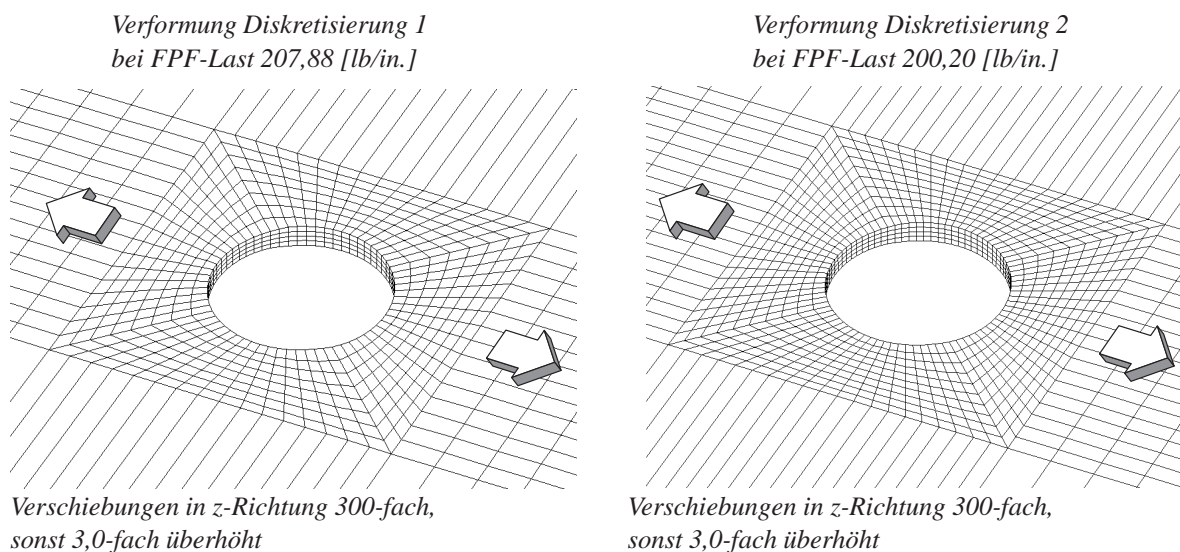 Verformung Diskretisierung 1
bei FPF-Last 207,88 [lb/in.]
Verformung Diskretisierung 2
bei FPF-Last 200,20 [lb/in.]
Verschiebungen in z-Richtung 300-fach,
sonst 3,0-fach überhöht
Verschiebungen in z-Richtung 300-fach,
sonst 3,0-fach überhöht